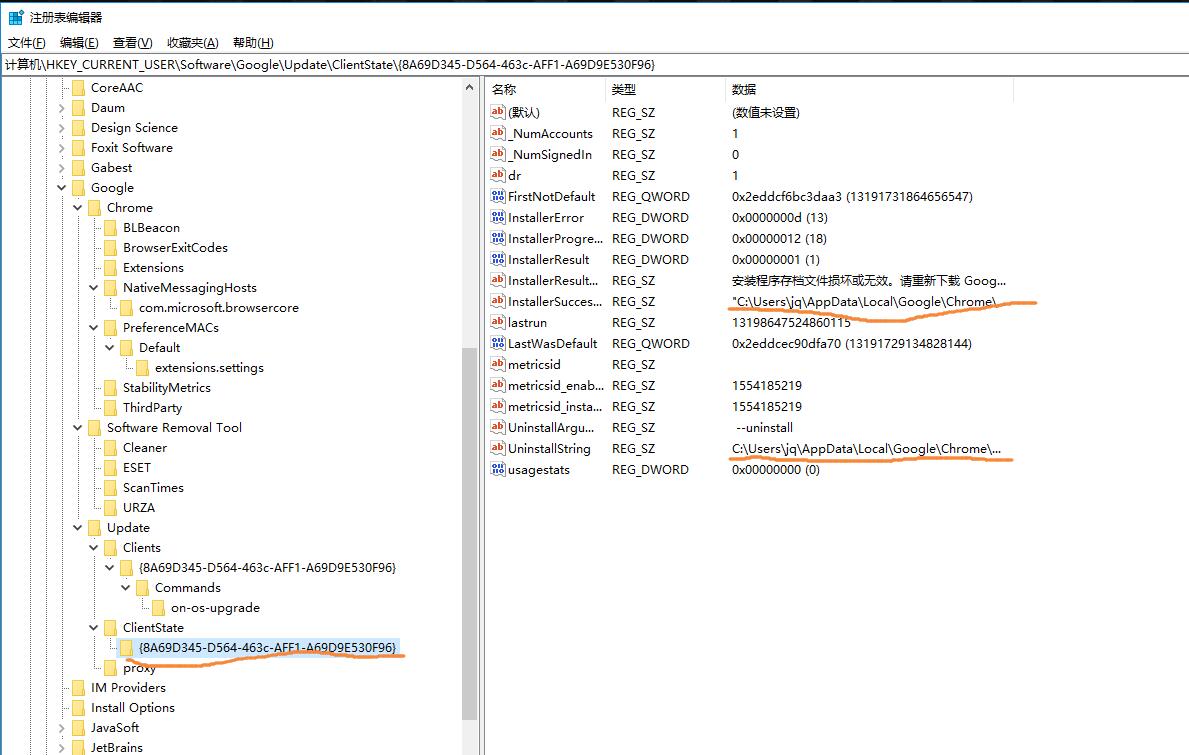 注册表编辑器
文件(F) 编辑(E) 查看(V) 收藏夹(A) 帮助(H)
计算机\HKEY_CURRENT_USER\Software\Google\Update\ClientState\{8A69D345-D564-463c-AFF1-A69D9E530F96}
CoreAAC
Daum
Design Science
Foxit Software
Gabest
Google
Chrome
BLBeacon
BrowserExitCodes
Extensions
NativeMessagingHosts
com.microsoft.browsercore
PreferenceMACs
Default
extensions.settings
StabilityMetrics
ThirdParty
Software Removal Tool
Cleaner
ESET
ScanTimes
URZA
Update
Clients
{8A69D345-D564-463c-AFF1-A69D9E530F96}
Commands
on-os-upgrade
ClientState
{8A69D345-D564-463c-AFF1-A69D9E530F96}
proxy
IM Providers
Install Options
JavaSoft
JetBrains
名称 类型 数据
(默认) REG_SZ (数值未设置)
_NumAccounts REG_SZ 1
_NumSignedIn REG_SZ 0
dr REG_SZ 1
FirstNotDefault REG_QWORD 0x2eddcf6bc3daa3 (13191731864656547)
InstallerError REG_DWORD 0x0000000d (13)
InstallerProgre... REG_DWORD 0x00000012 (18)
InstallerResult REG_DWORD 0x00000001 (1)
InstallerResult... REG_SZ 安装程序存档文件损坏或无效。请重新下载 Goog...
InstallerSucces... REG_SZ "C:\Users\jq\AppData\Local\Google\Chrome\
lastrun REG_SZ 13198647524860115
LastWasDefault REG_QWORD 0x2eddcec90dfa70 (13191729134828144)
metricsid REG_SZ
metricsid_enab... REG_SZ 1554185219
metricsid_insta... REG_SZ 1554185219
UninstallArgu... REG_SZ --uninstall
UninstallString REG_SZ C:\Users\jq\AppData\Local\Google\Chrome\...
usagestats REG_DWORD 0x00000000 (0)